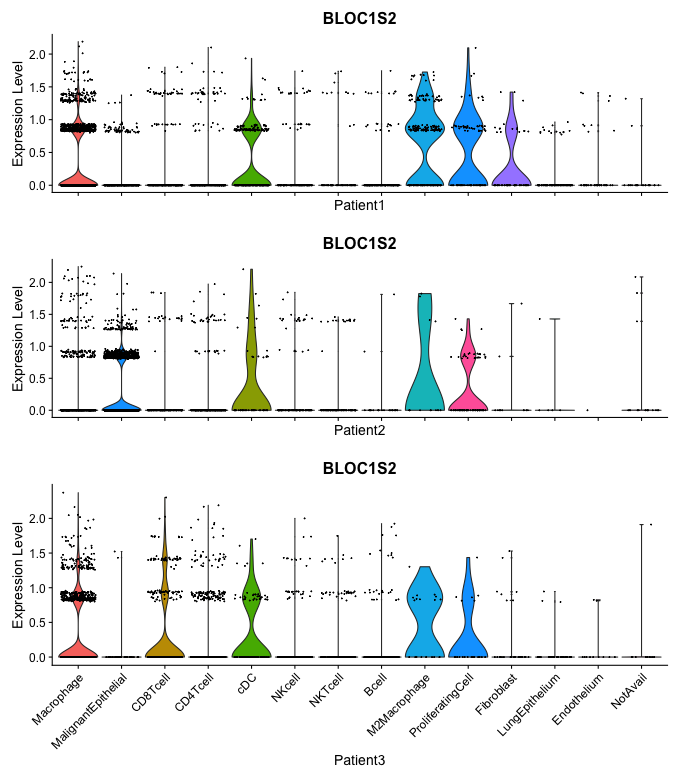 BLOC1S2
Expression Level
2.0
1.5
1.0
0.5
0.0
Patient1
BLOC1S2
Expression Level
2.0
1.5
1.0
0.5
0.0
Patient2
BLOC1S2
Expression Level
2.0
1.5
1.0
0.5
0.0
Macrophage
MalignantEpithelial
CD8Tcell
CD4Tcell
cDC
NKcell
NKTcell
Bcell
M2Macrophage
ProliferatingCell
Fibroblast
LungEpithelium
Endothelium
NotAvail
Patient3